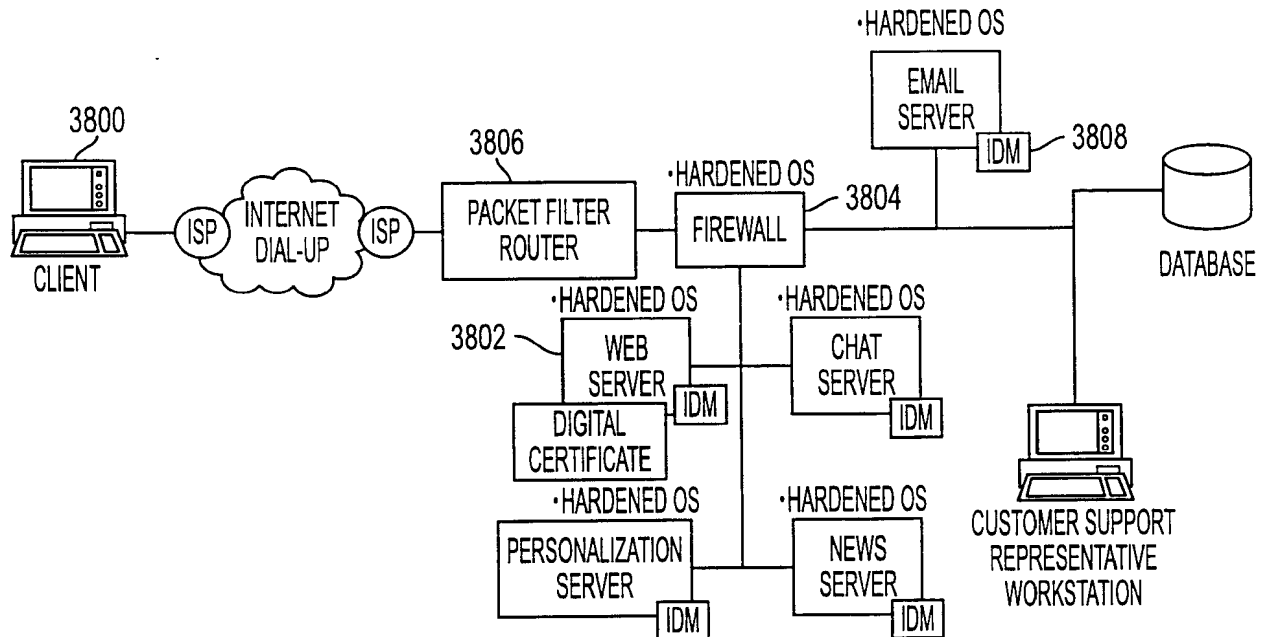 •HARDENED OS
EMAIL
SERVER
IDM
3808
3800
3806
•HARDENED OS
3804
ISP
INTERNET
DIAL-UP
ISP
PACKET FILTER
ROUTER
FIREWALL
CLIENT
DATABASE
•HARDENED OS
•HARDENED OS
3802
WEB
SERVER
IDM
CHAT
SERVER
IDM
DIGITAL
CERTIFICATE
•HARDENED OS
•HARDENED OS
PERSONALIZATION
SERVER
IDM
NEWS
SERVER
IDM
CUSTOMER SUPPORT
REPRESENTATIVE
WORKSTATION